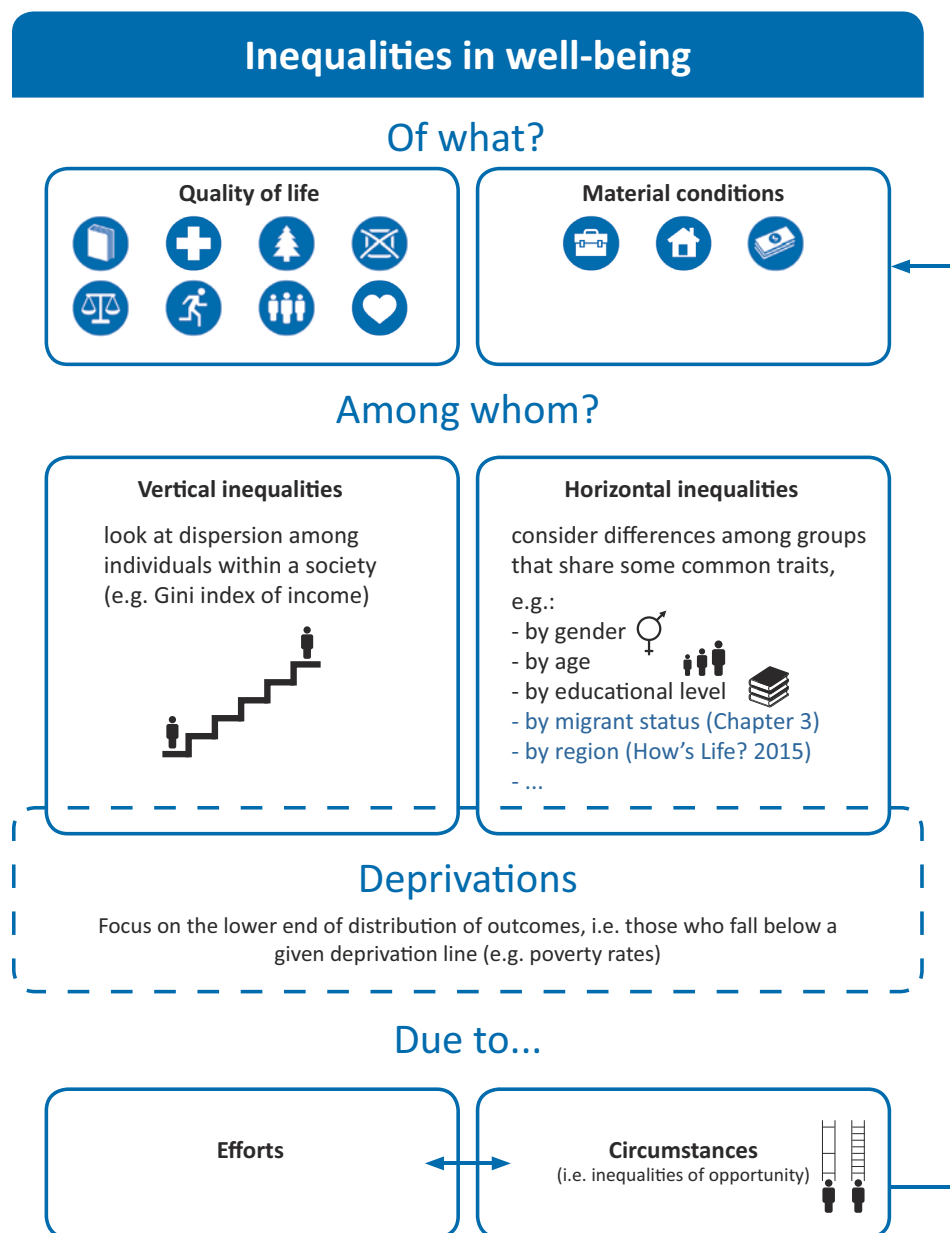 Inequalities in well-being
Of what?
Quality of life
Material conditions
Among whom?
Vertical inequalities
look at dispersion among
individuals within a society
(e.g. Gini index of income)
Horizontal inequalities
consider differences among groups
that share some common traits,
e.g.:
- by gender
- by age
- by educational level
- by migrant status (Chapter 3)
- by region (How's Life? 2015)
- ...
Deprivations
Focus on the lower end of distribution of outcomes, i.e. those who fall below a
given deprivation line (e.g. poverty rates)
Due to...
Efforts
Circumstances
(i.e. inequalities of opportunity)